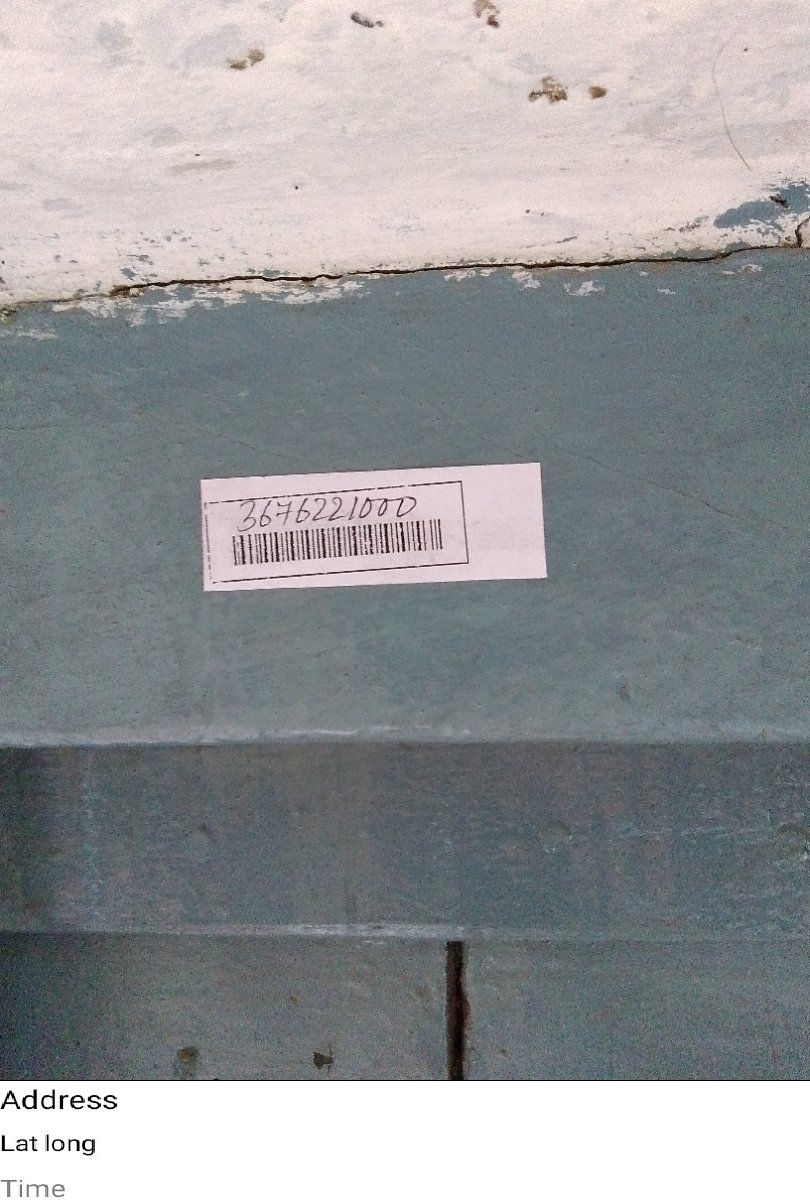 3676221000
Address
Lat long
Time